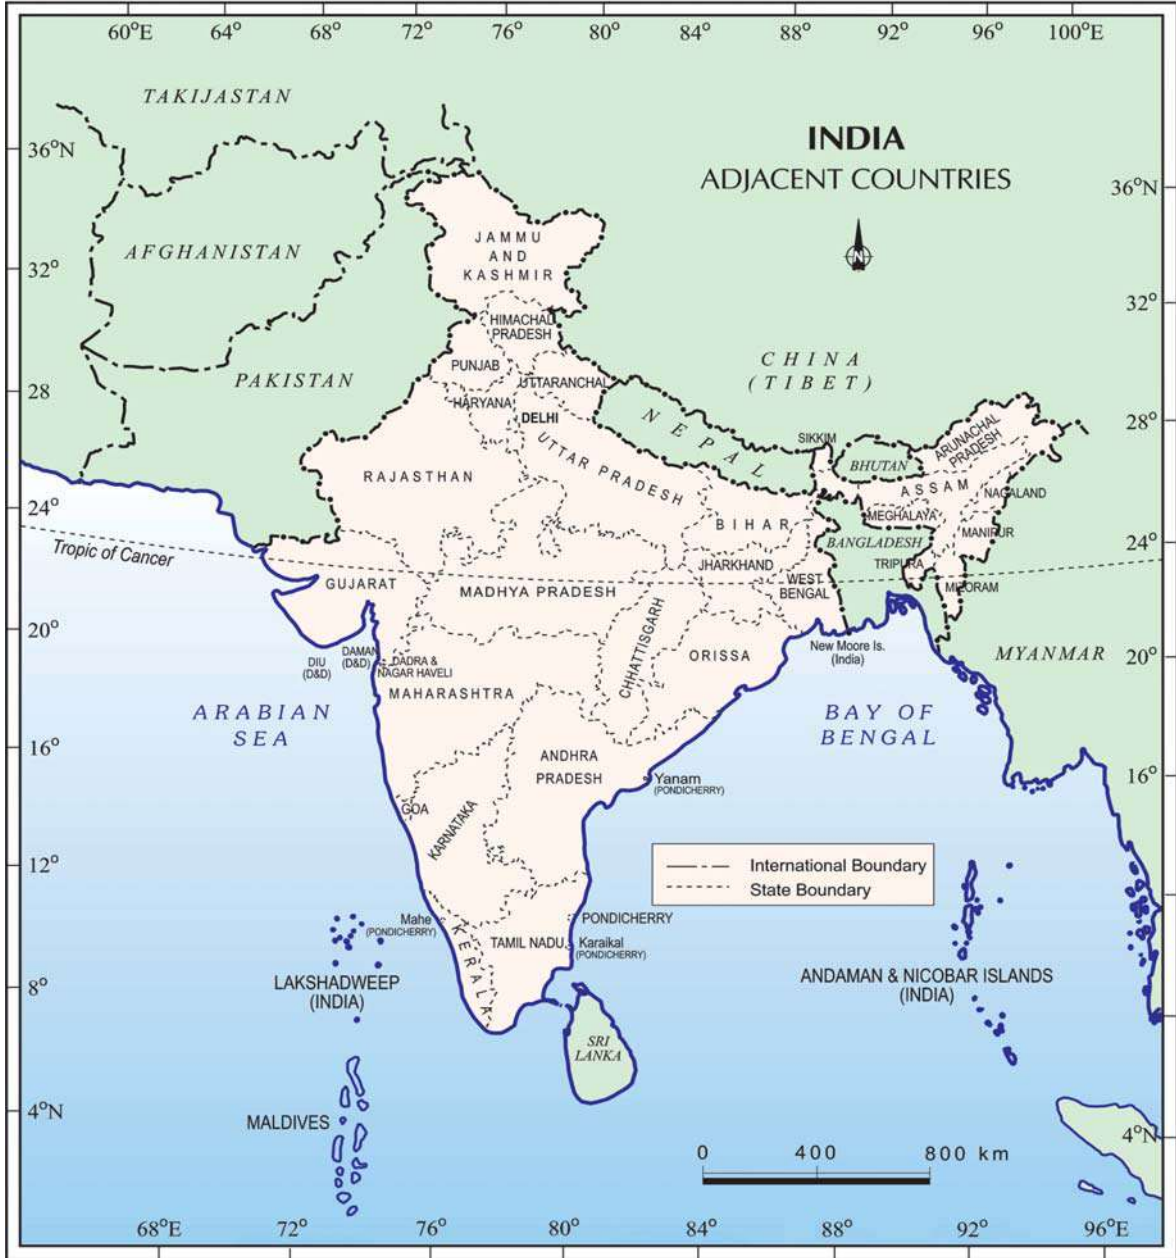 60°E 64° 68° 72° 76° 80° 84° 88° 92° 96° 100°E
TAKIJASTAN
INDIA
ADJACENT COUNTRIES
36°N
36°N
N
AFGHANISTAN
JAMMU
AND
KASHMIR
32°
32°
HIMACHAL
PRADESH
CHINA
(TIBET)
PUNJAB
PAKISTAN
UTTARANCHAL
28°
28°
HARYANA
DELHI
NEPAL
SIKKIM
ARUNACHAL
PRADESH
UTTAR PRADESH
BHUTAN
RAJASTHAN
ASSAM
NAGALAND
24°
24°
MEGHALAYA
BIHAR
MANIPUR
BANGLADESH
Tropic of Cancer
JHARKHAND
TRIPURA
GUJARAT
MADHYA PRADESH
WEST
BENGAL
MIZORAM
20°
20°
CHHATTISGARH
New Moore Is.
(India)
DIU
(D&D)
DAMAN
(D&D)
DADRA &
NAGAR HAVELI
ORISSA
MYANMAR
MAHARASHTRA
ARABIAN
SEA
BAY OF
BENGAL
16°
16°
ANDHRA
PRADESH
Yanam
(PONDICHERRY)
GOA
KARNATAKA
12°
International Boundary
State Boundary
Mahe
(PONDICHERRY)
PONDICHERRY
KERALA
TAMIL NADU
Karaikal
(PONDICHERRY)
LAKSHADWEEP
(INDIA)
ANDAMAN & NICOBAR ISLANDS
(INDIA)
8°
SRI
LANKA
4°N
MALDIVES
4°N
0 400 800 km
68°E 72° 76° 80° 84° 88° 92° 96°E